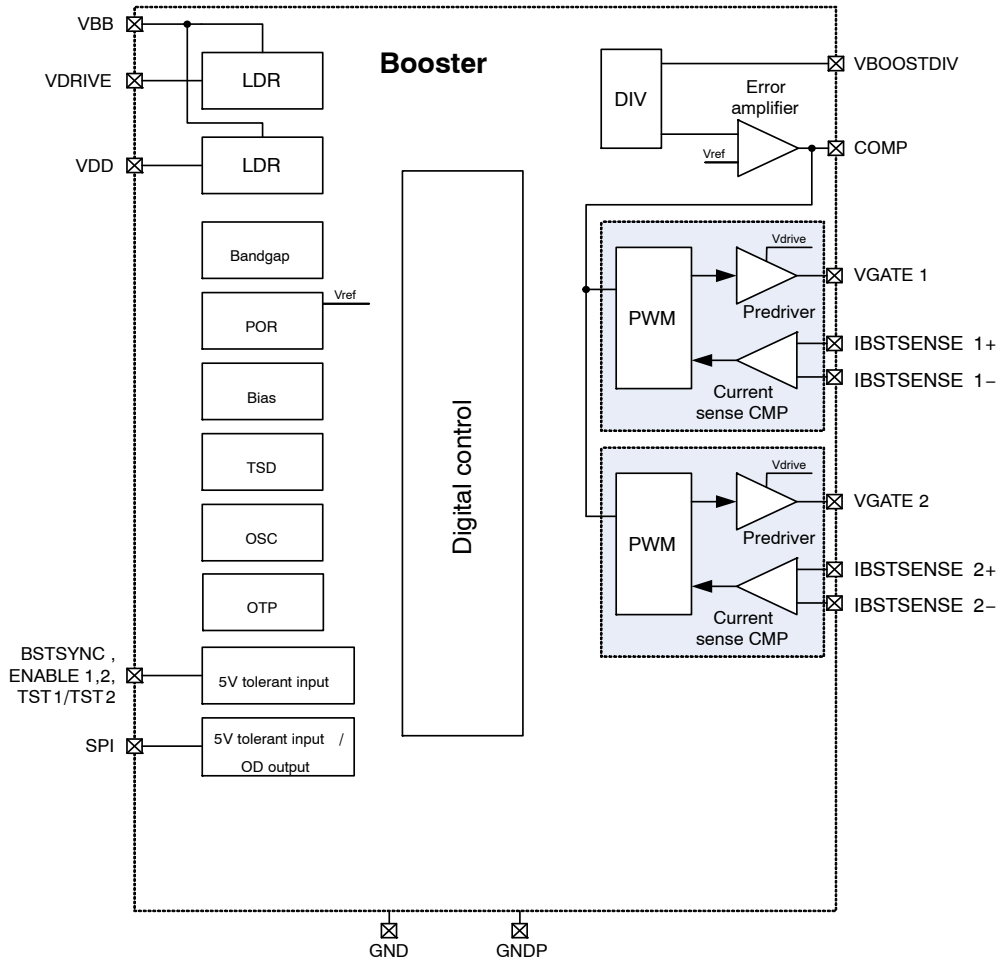 VBB
VDRIVE
VDD
LDR
LDR
Booster
Bandgap
POR
Vref
Bias
TSD
OSC
OTP
BSTSYNC ,
ENABLE 1,2,
TST1/TST2
5V tolerant input
SPI
5V tolerant input /
OD output
Digital control
DIV
Error
amplifier
Vref
VBOOSTDIV
COMP
PWM
Vdrive
Predriver
VGATE 1
Current
sense CMP
IBSTSENSE 1+
IBSTSENSE 1−
PWM
Vdrive
Predriver
VGATE 2
Current
sense CMP
IBSTSENSE 2+
IBSTSENSE 2−
GND
GNDP